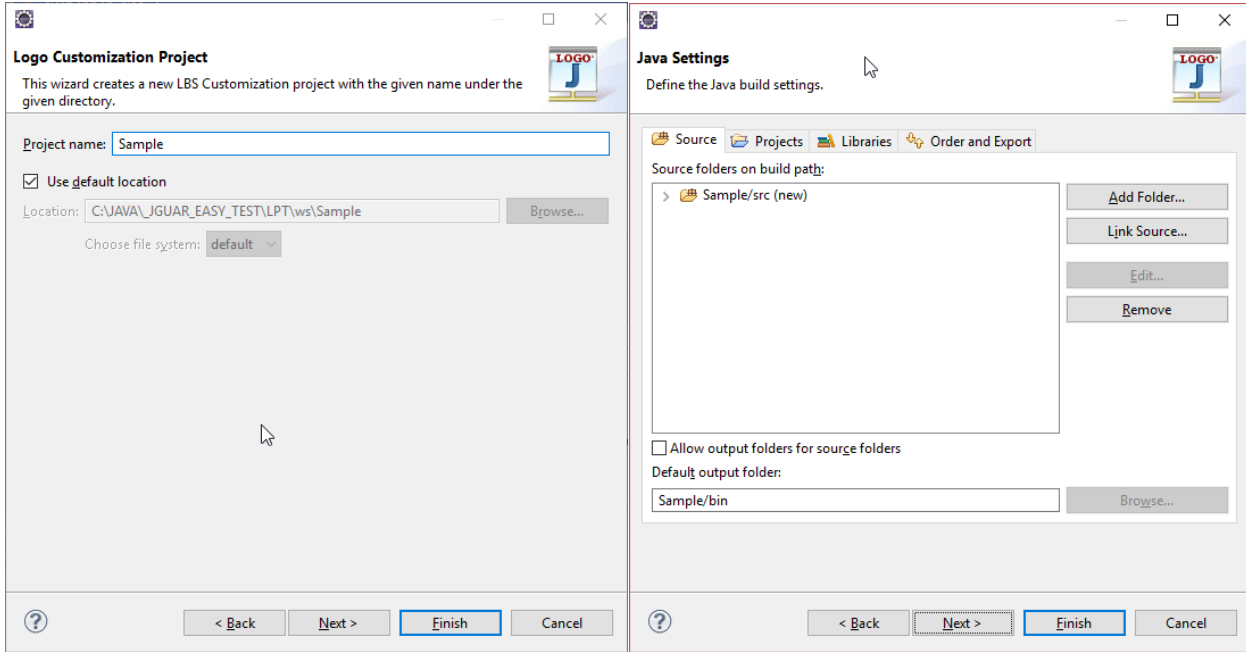 Logo Customization Project
This wizard creates a new LBS Customization project with the given name under the
given directory.
LOGO
J
Project name: Sample
Use default location
Location: C:\JAVA\_JGUAR_EASY_TEST\LPT\ws\Sample Browse...
Choose file system: default
? < Back Next > Finish Cancel
Java Settings
Define the Java build settings.
LOGO
J
Source Projects Libraries Order and Export
Source folders on build path:
Sample/src (new)
Add Folder...
Link Source...
Edit...
Remove
Allow output folders for source folders
Default output folder:
Sample/bin Browse...
? < Back Next > Finish Cancel